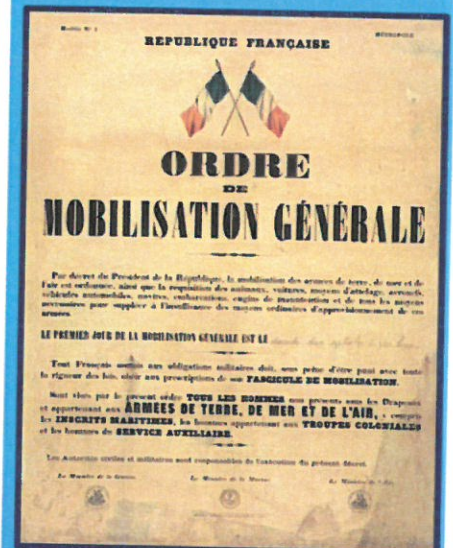 Modèle N° 1
MÉTROPOLE
RÉPUBLIQUE FRANÇAISE
ORDRE
DE
MOBILISATION GÉNÉRALE
Par décret du Président de la République, la mobilisation des armées de terre, de mer et de
l'air est ordonnée, ainsi que la réquisition des animaux, voitures, moyens d'attelage, aéronefs,
véhicules automobiles, navires, embarcations, engins de manutention et de tous les moyens
nécessaires pour suppléer à l'insuffisance des moyens ordinaires d'approvisionnement de ces
armées.
LE PREMIER JOUR DE LA MOBILISATION GÉNÉRALE EST LE
Tout Français soumis aux obligations militaires doit, sous peine d'être puni avec toute
la rigueur des lois, obéir aux prescriptions de son FASCICULE DE MOBILISATION.
Sont visés par le présent ordre TOUS LES HOMMES non présents sous les Drapeaux
et appartenant aux ARMÉES DE TERRE, DE MER ET DE L'AIR, y compris
les INSCRITS MARITIMES, les hommes appartenant aux TROUPES COLONIALES
et les hommes du SERVICE AUXILIAIRE.
Les Autorités civiles et militaires sont responsables de l'exécution du présent décret.
Le Ministre de la Guerre, Le Ministre de la Marine, Le Ministre de l'Air,